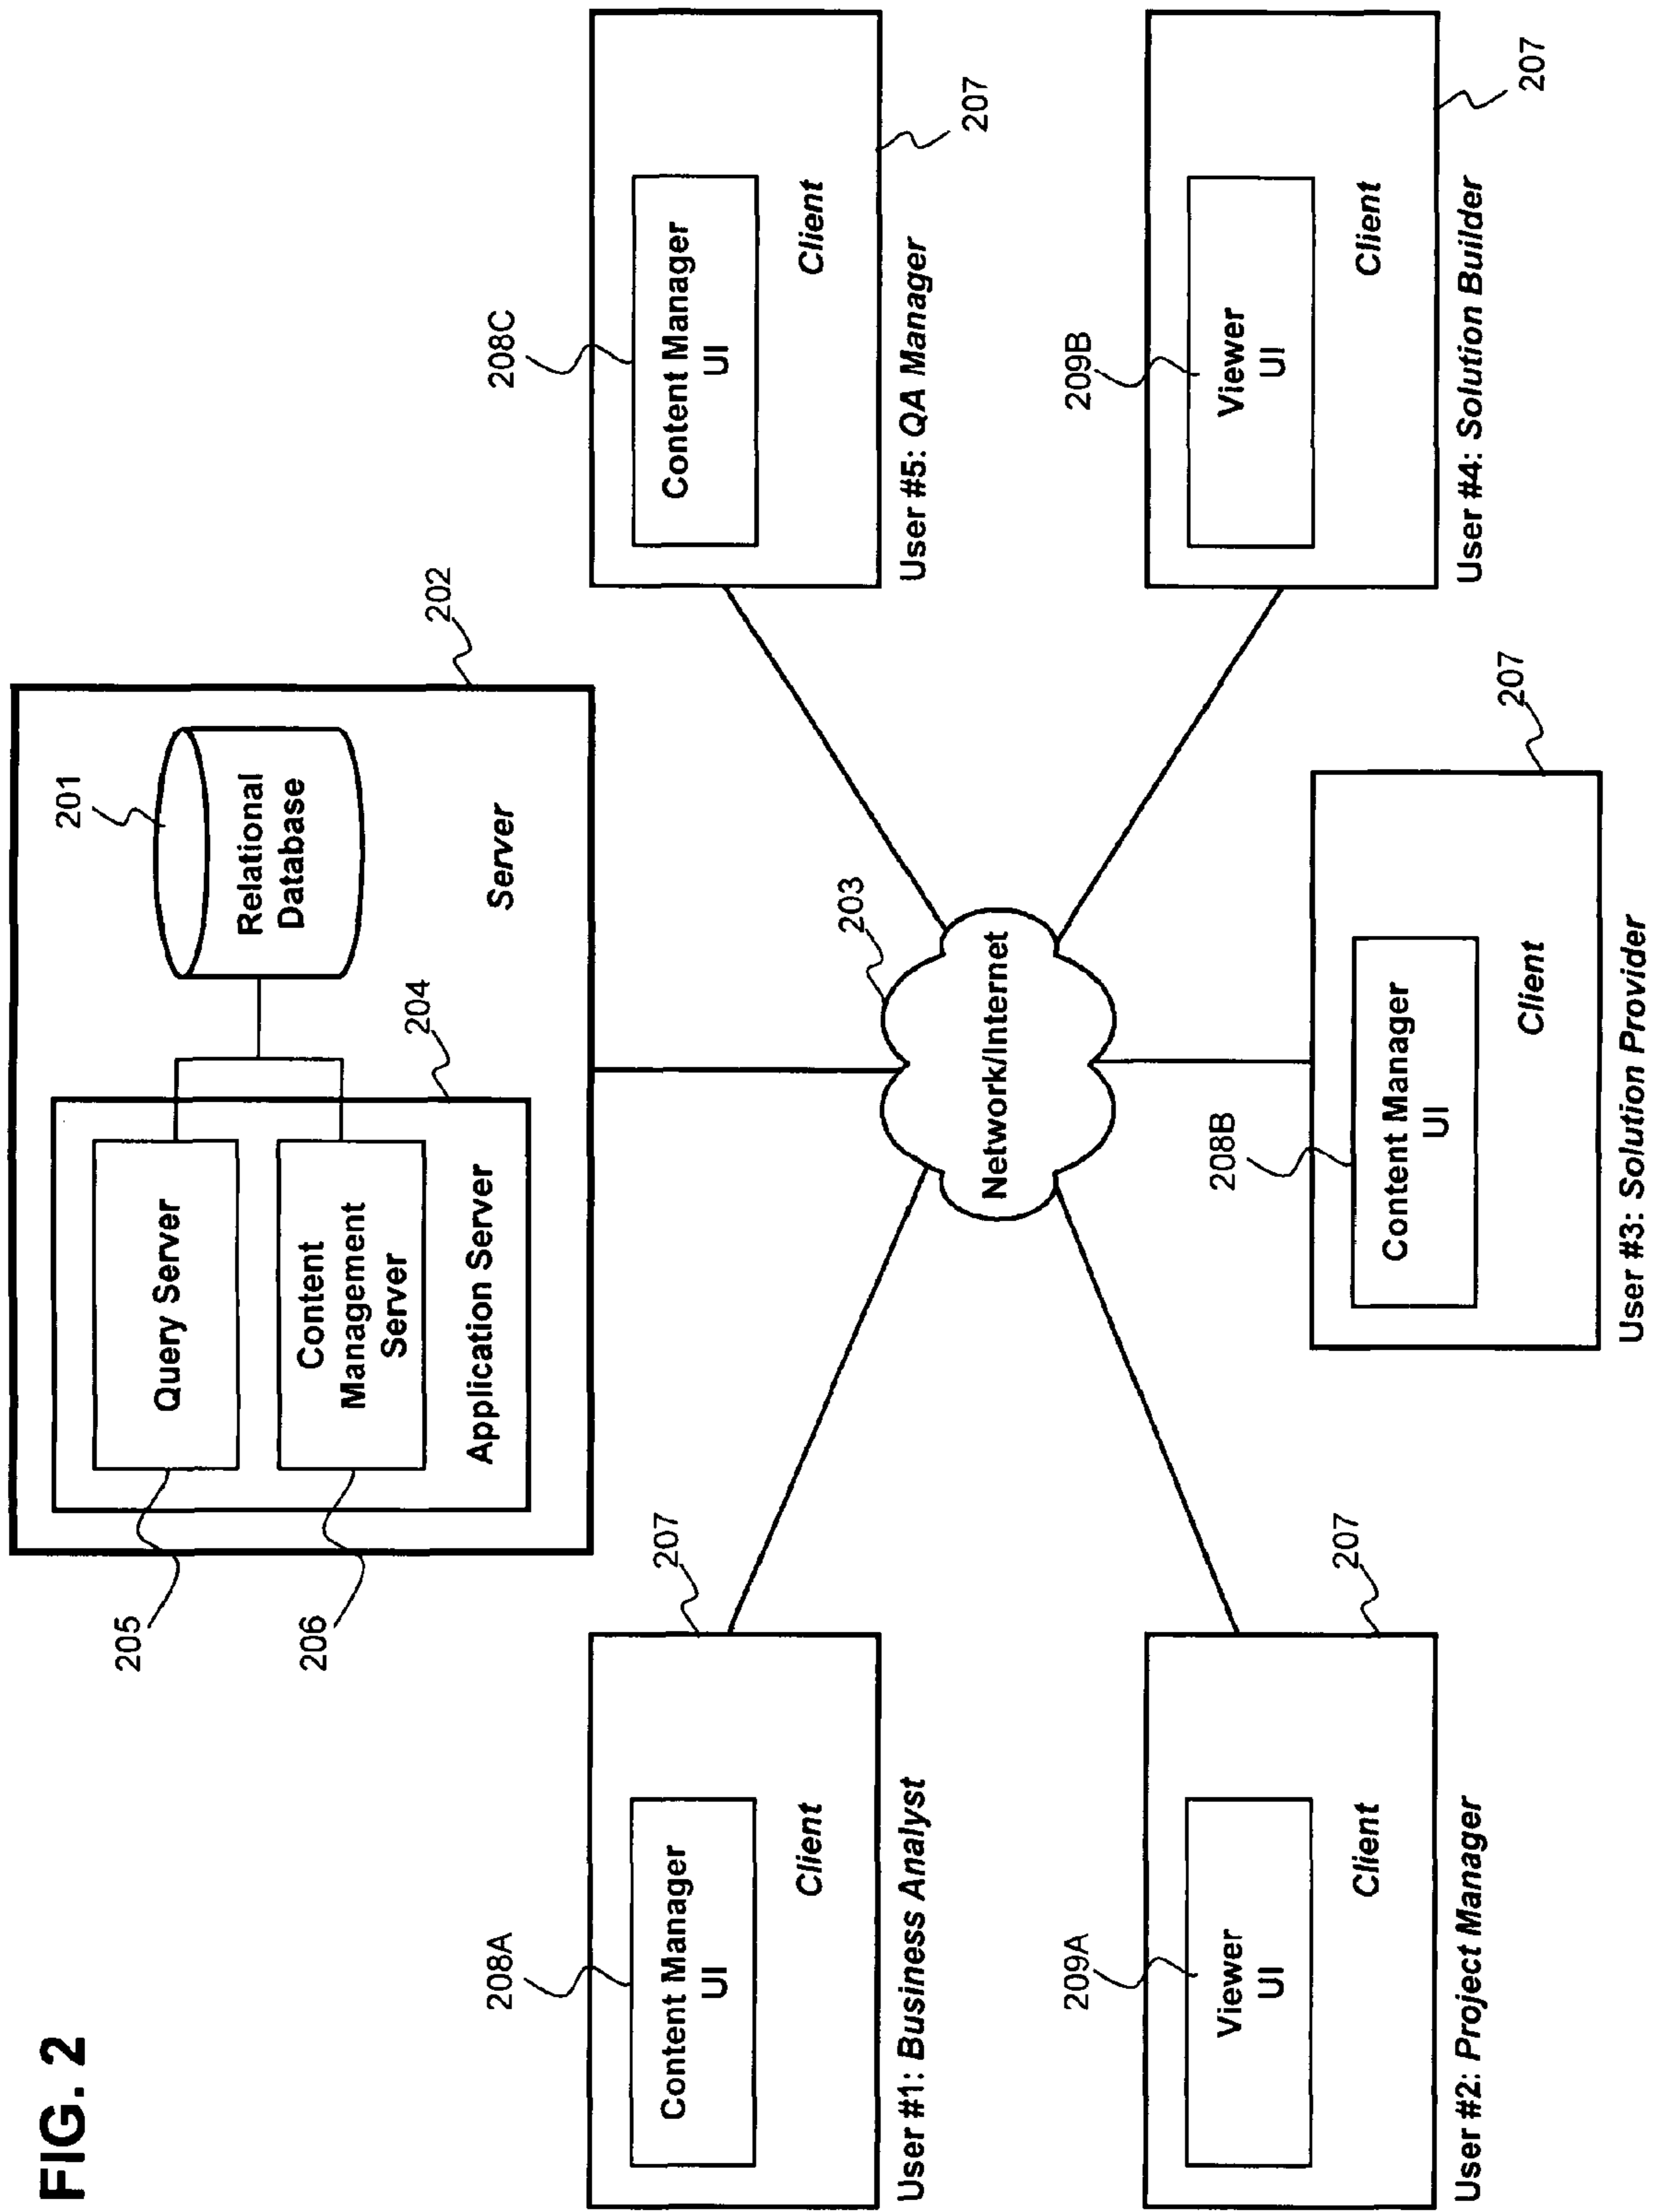 FIG. 2
205
Query Server
206
Content
Management
Server
Application Server
204
201
Relational
Database
Server
202
208A
Content Manager
UI
Client
207
User #1: Business Analyst
203
Network/Internet
208C
Content Manager
UI
Client
207
User #5: QA Manager
209A
Viewer
UI
Client
207
User #2: Project Manager
208B
Content Manager
UI
Client
207
User #3: Solution Provider
209B
Viewer
UI
Client
207
User #4: Solution Builder